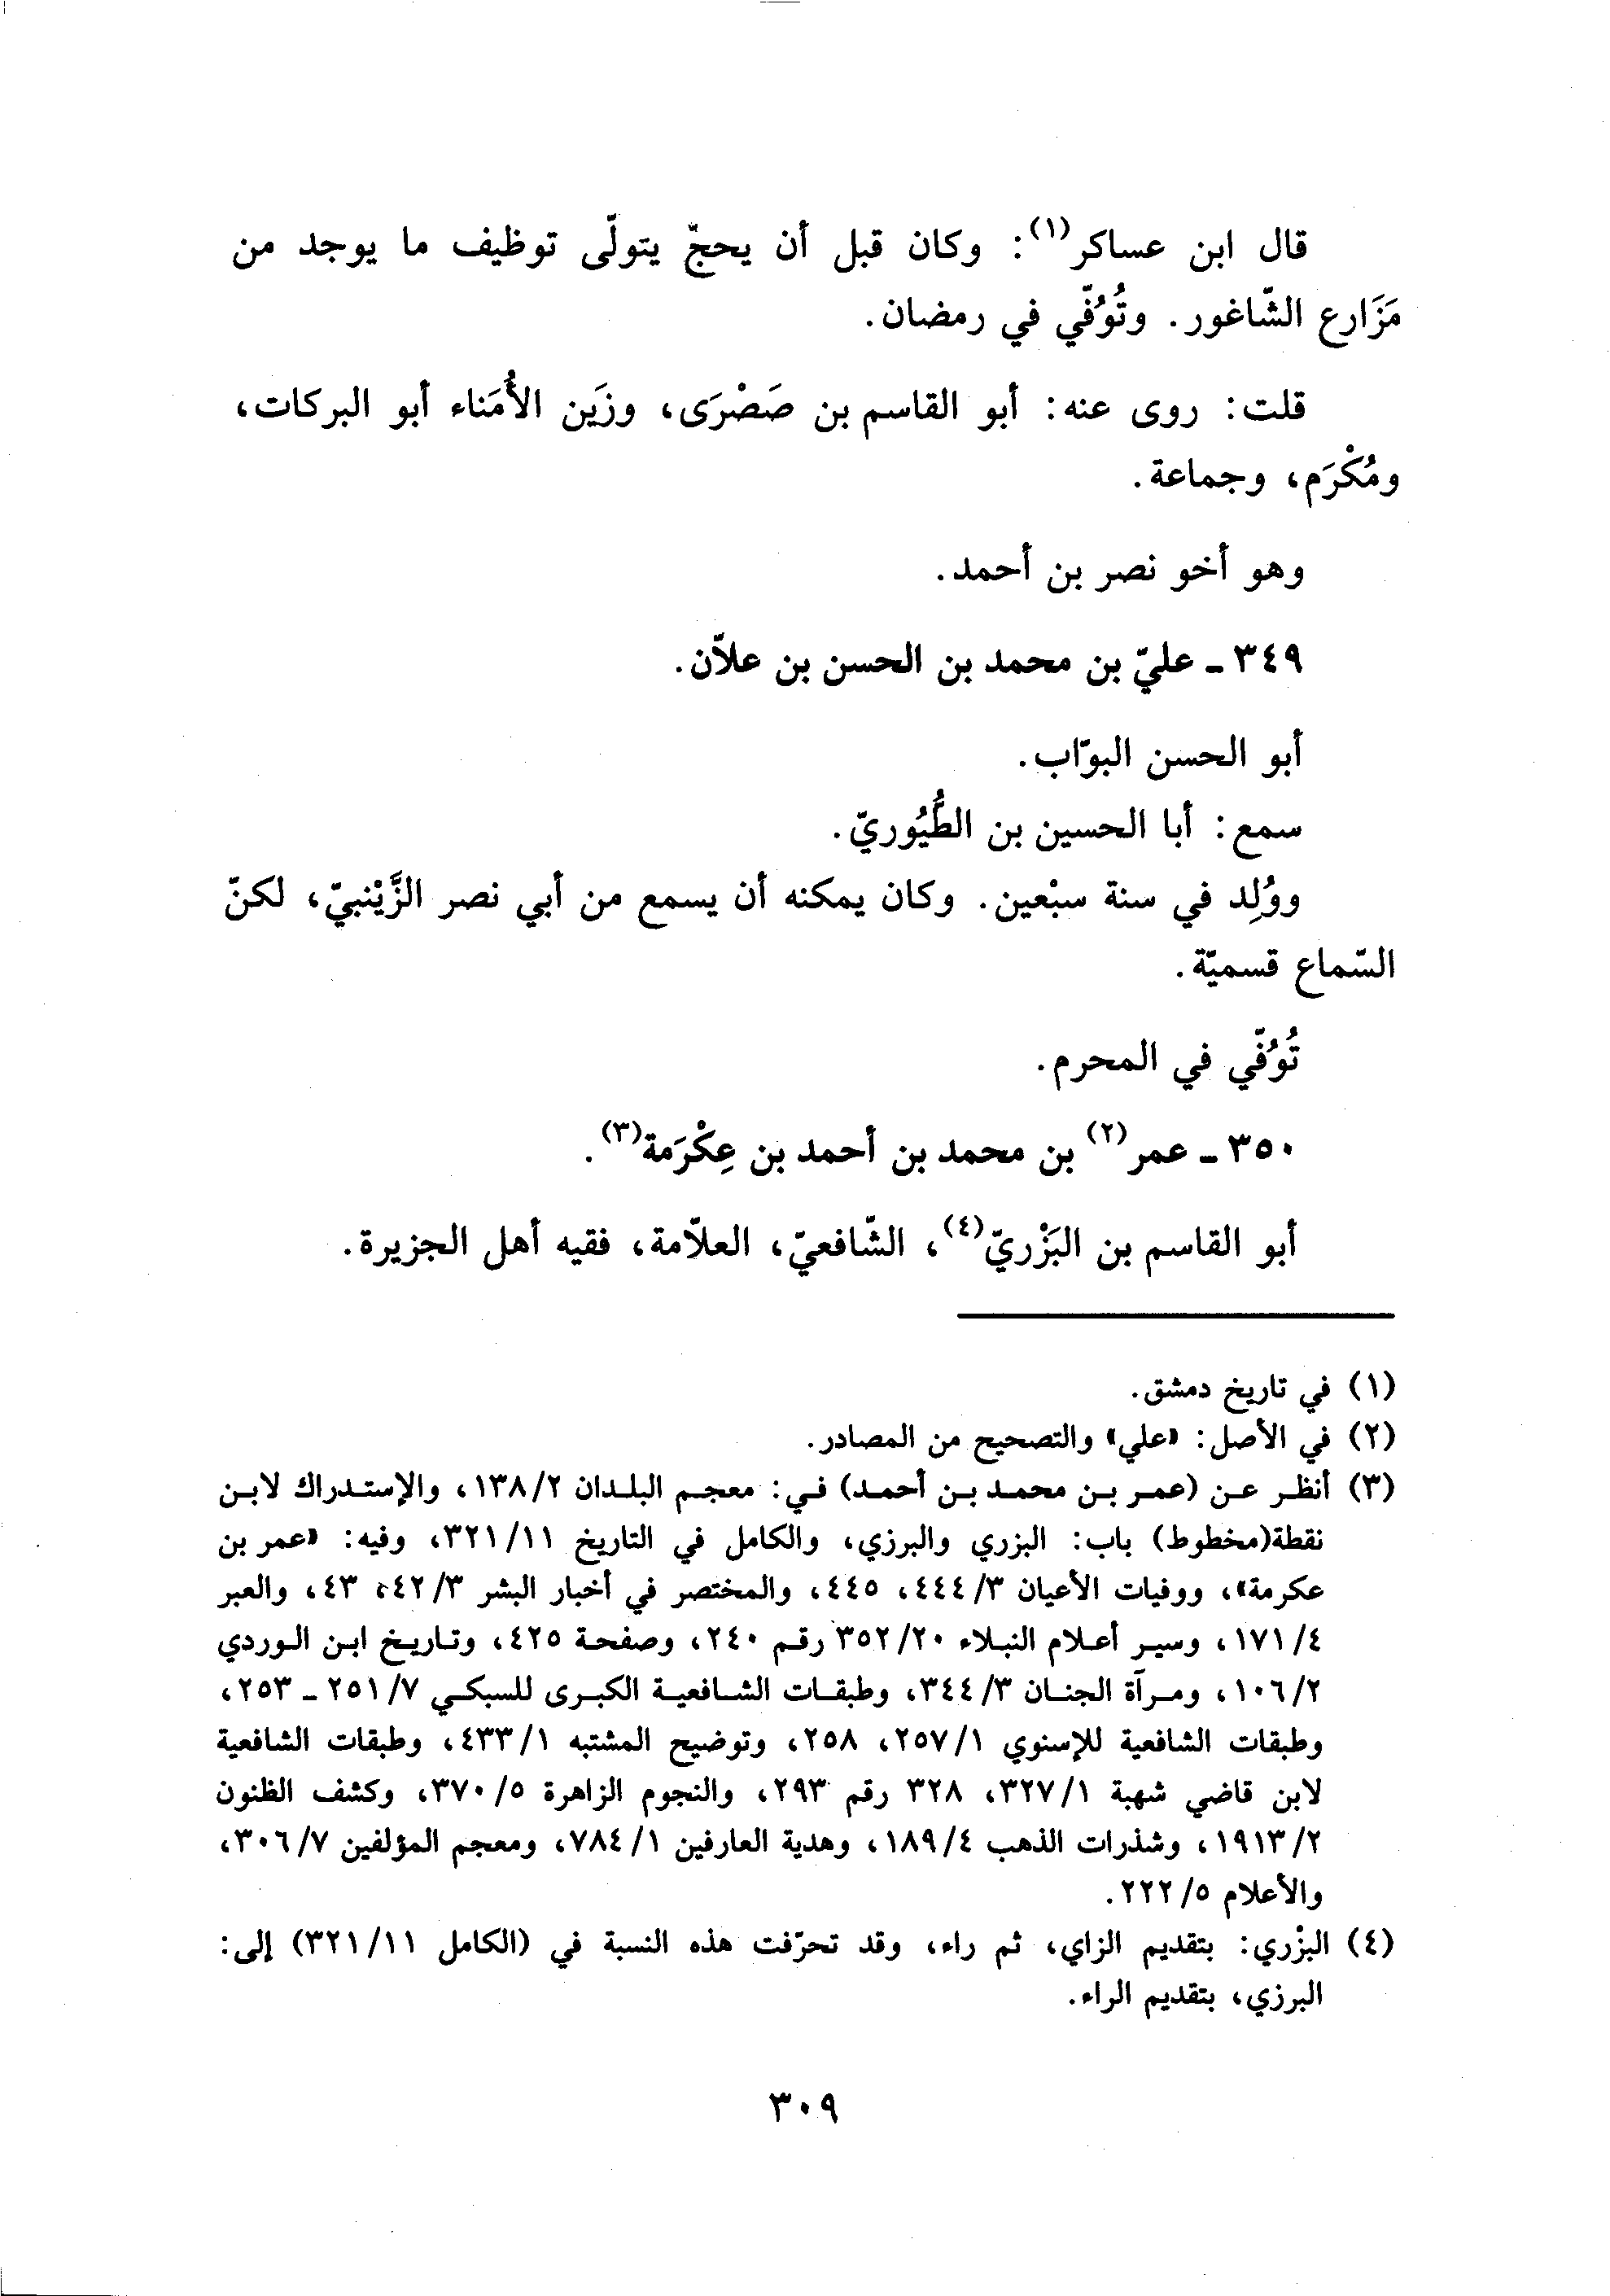 قال ابن عساكر(١): وكان قبل أن يحجّ يتولّى توظيف ما يوجد من
مَزَارع الشّاغور. وتُوُفّي في رمضان.
قلت: روى عنه: أبو القاسم بن صَصْرَى، وزَين الأُمَناء أبو البركات،
ومُكْرَم، وجماعة.
وهو أخو نصر بن أحمد.
٣٤٩ ـ عليّ بن محمد بن الحسن بن علاّن.
أبو الحسن البوّاب.
سمع: أبا الحسين بن الطُّيُوريّ.
ووُلِد في سنة سبْعين. وكان يمكنه أن يسمع من أبي نصر الزَّيْنبيّ، لكنّ
السّماع قسميّة.
تُوُفّي في المحرم.
٣٥٠ ـ عمر(٢) بن محمد بن أحمد بن عِكْرَمة(٣).
أبو القاسم بن البَزْريّ(٤)، الشّافعيّ، العلاّمة، فقيه أهل الجزيرة.
(١) في تاريخ دمشق.
(٢) في الأصل: «علي» والتصحيح من المصادر.
(٣) أنظر عن (عمر بن محمد بن أحمد) في: معجم البلدان ٢/ ١٣٨، والإستدراك لابن
نقطة(مخطوط) باب: البزري والبرزي، والكامل في التاريخ ١١/ ٣٢١، وفيه: «عمر بن
عكرمة»، ووفيات الأعيان ٣/ ٤٤٤، ٤٤٥، والمختصر في أخبار البشر ٣/ ٤٢، ٤٣، والعبر
٤/ ١٧١، وسير أعلام النبلاء ٢٠/ ٣٥٢ رقم ٢٤٠، وصفحة ٤٢٥، وتاريخ ابن الوردي
٢/ ١٠٦، ومرآة الجنان ٣/ ٣٤٤، وطبقات الشافعية الكبرى للسبكي ٧/ ٢٥١ ـ ٢٥٣،
وطبقات الشافعية للإسنوي ١/ ٢٥٧، ٢٥٨، وتوضيح المشتبه ١/ ٤٣٣، وطبقات الشافعية
لابن قاضي شهبة ١/ ٣٢٧، ٣٢٨ رقم ٢٩٣، والنجوم الزاهرة ٥/ ٣٧٠، وكشف الظنون
٢/ ١٩١٣، وشذرات الذهب ٤/ ١٨٩، وهدية العارفين ١/ ٧٨٤، ومعجم المؤلفين ٧/ ٣٠٦،
والأعلام ٥/ ٢٢٢.
(٤) البزْري: بتقديم الزاي، ثم راء، وقد تحرّفت هذه النسبة في (الكامل ١١/ ٣٢١) إلى:
البرزي، بتقديم الراء.
٣٠٩